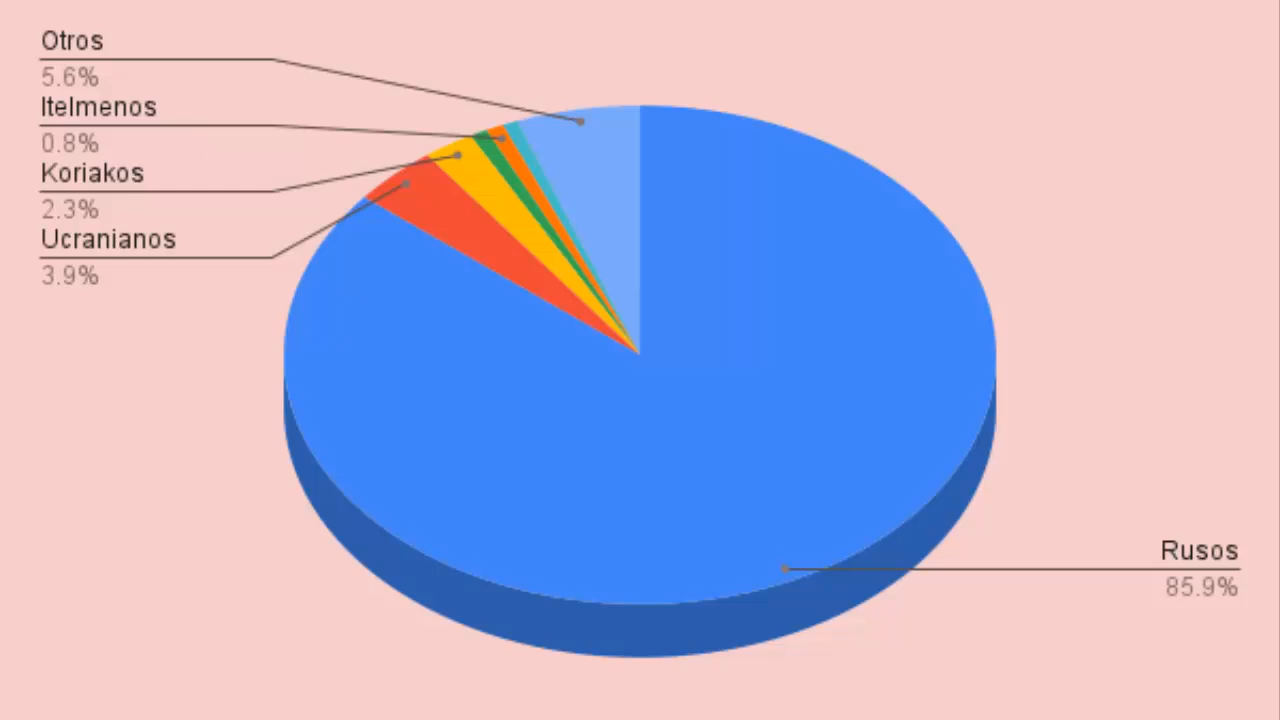 Otros
5.6%
Itelmenos
0.8%
Koriakos
2.3%
Ucranianos
3.9%
Rusos
85.9%